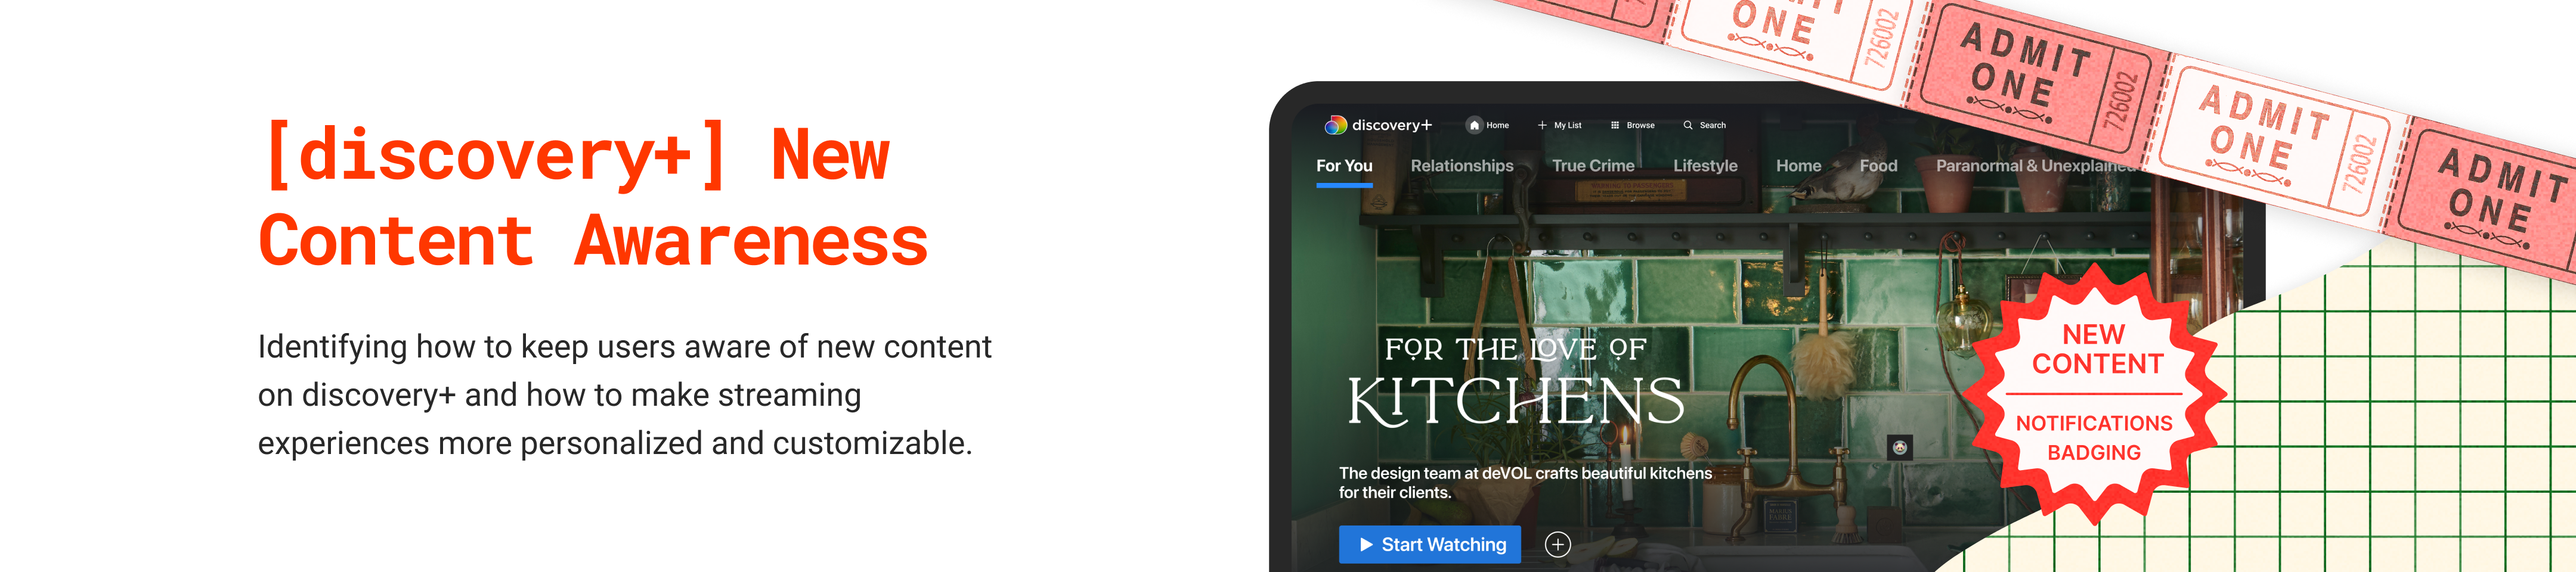 [discovery+] New
Content Awareness
Identifying how to keep users aware of new content
on discovery+ and how to make streaming
experiences more personalized and customizable.
discovery+
Home
My List
Browse
Search
For You
Relationships
True Crime
Lifestyle
Home
Food
Paranormal & Unexplained
FOR THE LOVE OF
KITCHENS
The design team at deVOL crafts beautiful kitchens
for their clients.
Start Watching
NEW
CONTENT
NOTIFICATIONS
BADGING
ONE
726002
ADMIT
ONE
726002
ADMIT
ONE
726002
ADMIT
ONE